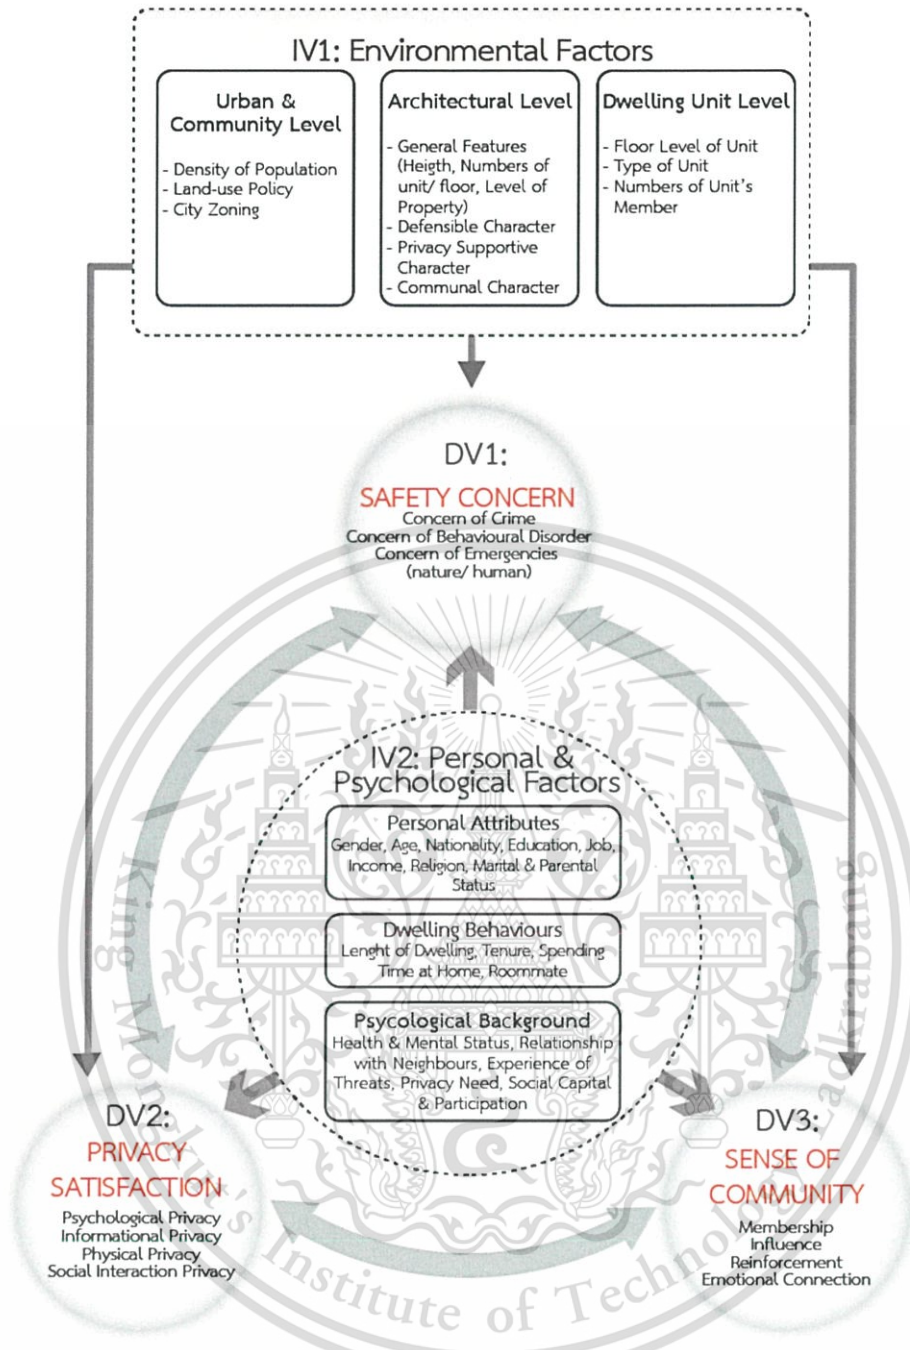 IV1: Environmental Factors
Urban &
Community Level
- Density of Population
- Land-use Policy
- City Zoning
Architectural Level
- General Features
(Heigth, Numbers of
unit/ floor, Level of
Property)
- Defensible Character
- Privacy Supportive
Character
- Communal Character
Dwelling Unit Level
- Floor Level of Unit
- Type of Unit
- Numbers of Unit's
Member
DV1:
SAFETY CONCERN
Concern of Crime
Concern of Behavioural Disorder
Concern of Emergencies
(nature/ human)
IV2: Personal &
Psychological Factors
Personal Attributes
Gender, Age, Nationality, Education, Job,
Income, Religion, Marital & Parental
Status
Dwelling Behaviours
Lenght of Dwelling, Tenure, Spending
Time at Home, Roommate
Psycological Background
Health & Mental Status, Relationship
with Neighbours, Experience of
Threats, Privacy Need, Social Capital
& Participation
DV2:
PRIVACY
SATISFACTION
Psychological Privacy
Informational Privacy
Physical Privacy
Social Interaction Privacy
DV3:
SENSE OF
COMMUNITY
Membership
Influence
Reinforcement
Emotional Connection
King Mongkut's Institute of Technology Ladkrabang